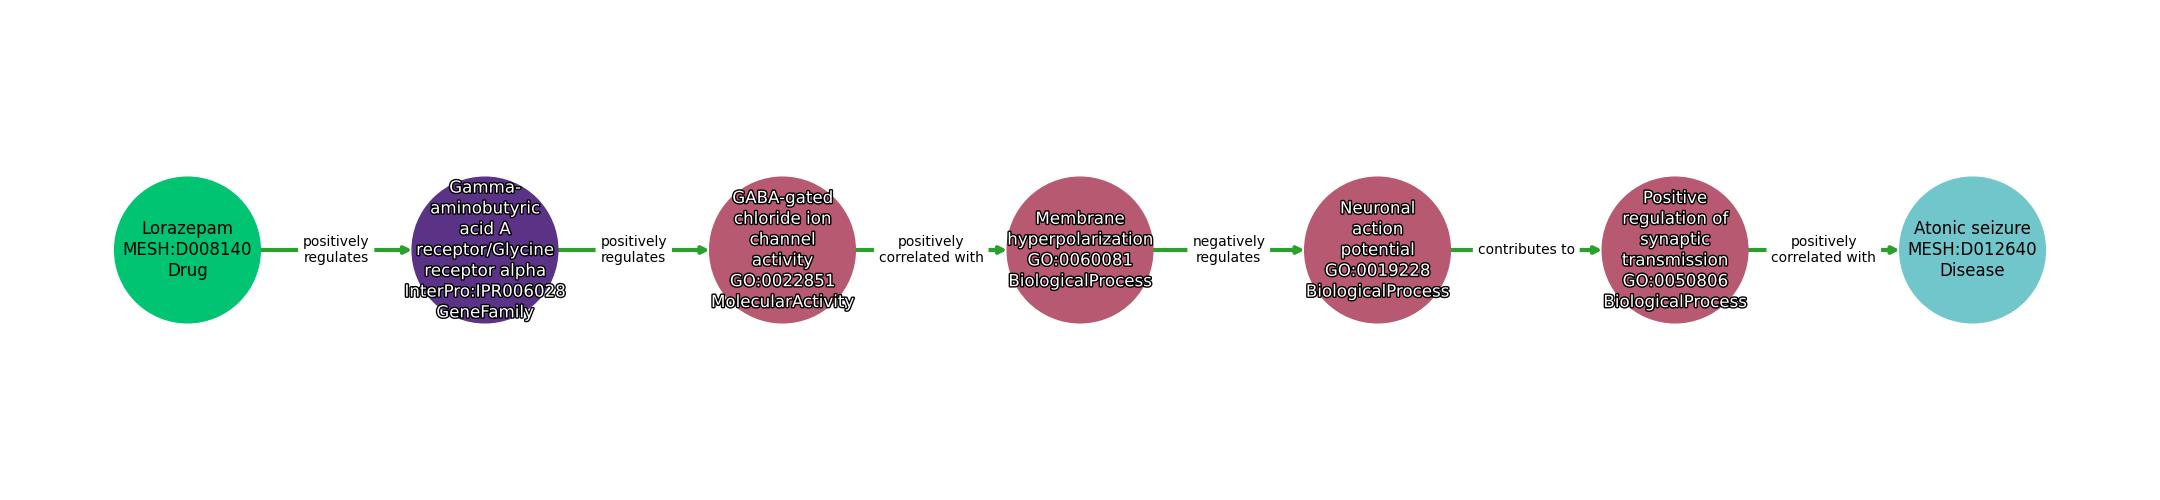 Lorazepam
MESH:D008140
Drug
positively
regulates
Gamma-
aminobutyric
acid A
receptor/Glycine
receptor alpha
InterPro:IPR006028
GeneFamily
positively
regulates
GABA-gated
chloride ion
channel
activity
GO:0022851
MolecularActivity
positively
correlated with
Membrane
hyperpolarization
GO:0060081
BiologicalProcess
negatively
regulates
Neuronal
action
potential
GO:0019228
BiologicalProcess
contributes to
Positive
regulation of
synaptic
transmission
GO:0050806
BiologicalProcess
positively
correlated with
Atonic seizure
MESH:D012640
Disease